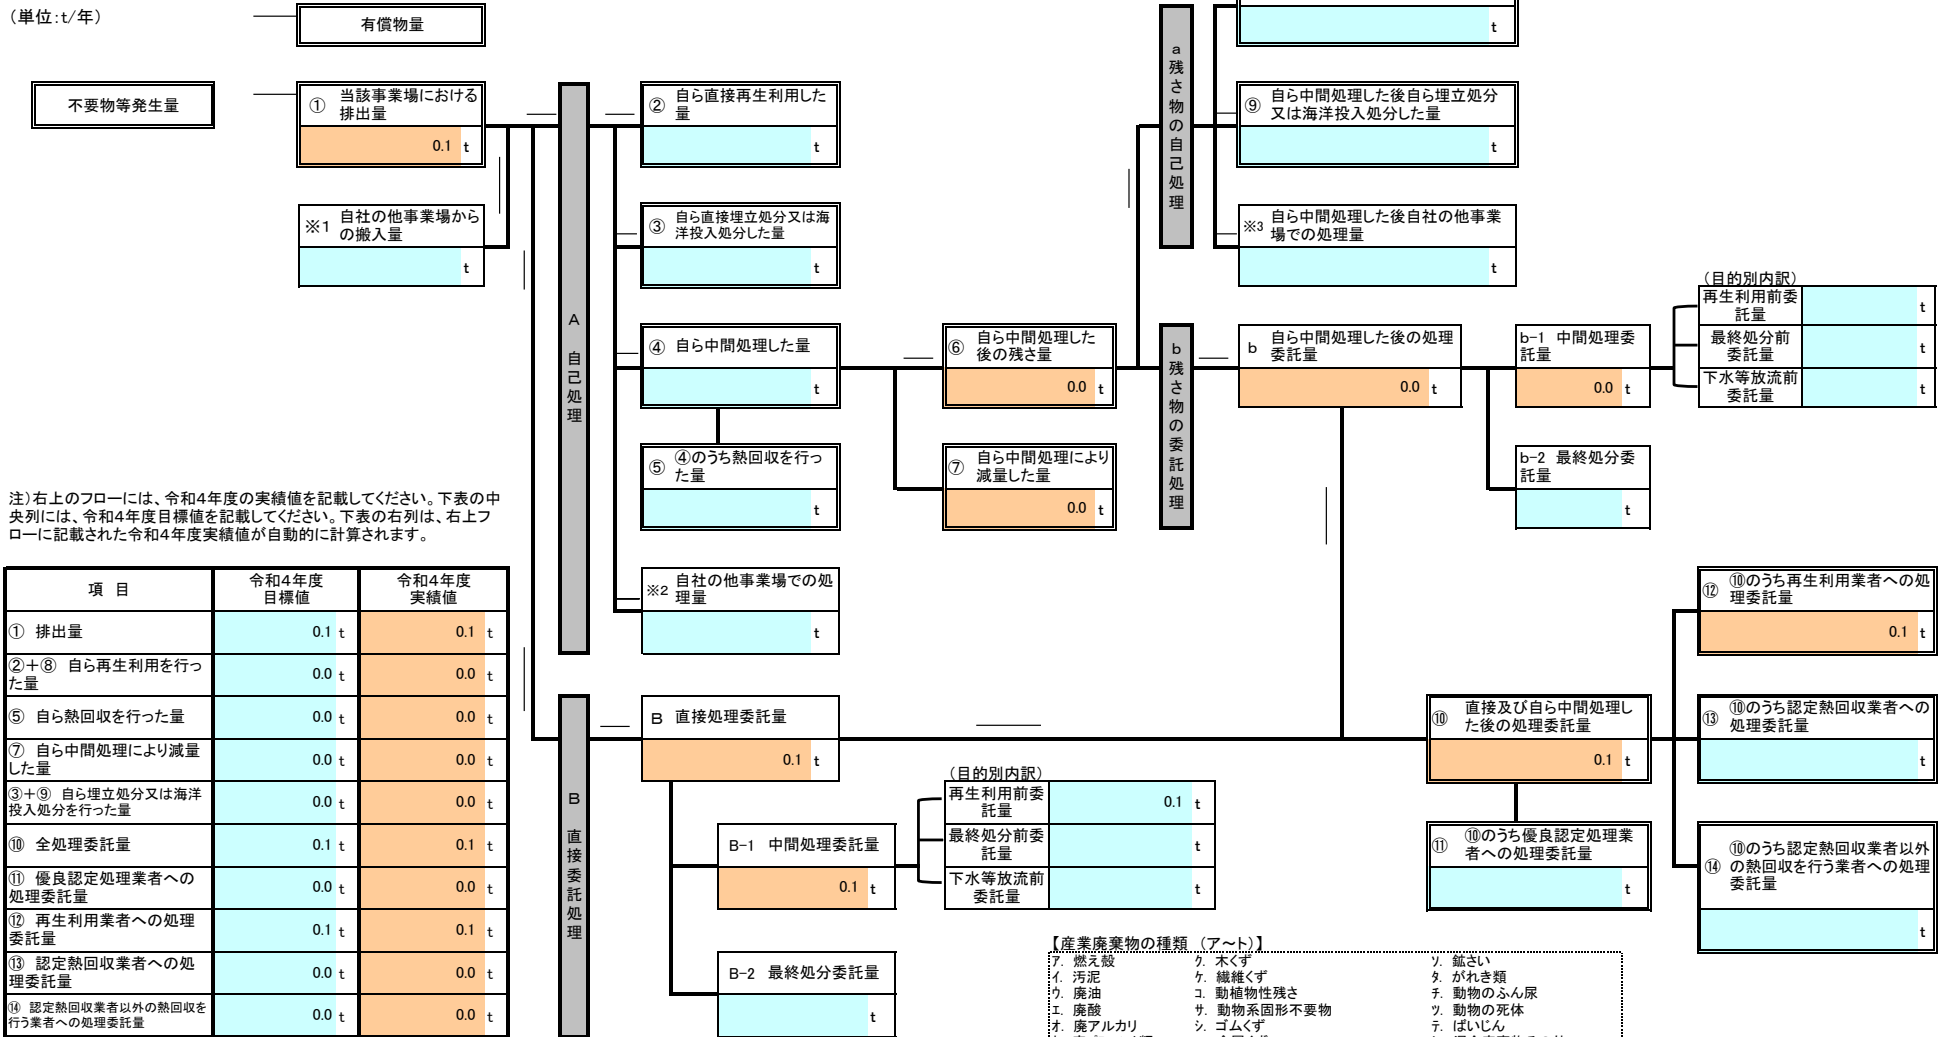 （単位：t/年）
有償物量
t
不要物等発生量
① 当該事業場における
排出量
0.1 t
※1 自社の他事業場から
の搬入量
t
A 自己処理
② 自ら直接再生利用した
量
t
③ 自ら直接埋立処分又は海
洋投入処分した量
t
④ 自ら中間処理した量
t
⑤ ④のうち熱回収を行っ
た量
t
※2 自社の他事業場での処
理量
t
⑥ 自ら中間処理した
後の残さ量
0.0 t
⑦ 自ら中間処理により
減量した量
0.0 t
a 残さ物の自己処理
⑨ 自ら中間処理した後自ら埋立処分
又は海洋投入処分した量
t
※3 自ら中間処理した後自社の他事業
場での処理量
t
b 残さ物の委託処理
b 自ら中間処理した後の処理
委託量
0.0 t
b-1 中間処理委
託量
0.0 t
b-2 最終処分委
託量
t
（目的別内訳）
再生利用前委
託量
t
最終処分前
委託量
t
下水等放流前
委託量
t
注）右上のフローには、令和４年度の実績値を記載してください。下表の中
央列には、令和４年度目標値を記載してください。下表の右列は、右上フ
ローに記載された令和４年度実績値が自動的に計算されます。
項 目
令和４年度
目標値
令和４年度
実績値
① 排出量 0.1 t 0.1 t
②＋⑧ 自ら再生利用を行っ
た量 0.0 t 0.0 t
⑤ 自ら熱回収を行った量 0.0 t 0.0 t
⑦ 自ら中間処理により減量
した量 0.0 t 0.0 t
③＋⑨ 自ら埋立処分又は海洋
投入処分を行った量 0.0 t 0.0 t
⑩ 全処理委託量 0.1 t 0.1 t
⑪ 優良認定処理業者への
処理委託量 0.0 t 0.0 t
⑫ 再生利用業者への処理
委託量 0.1 t 0.1 t
⑬ 認定熱回収業者への処
理委託量 0.0 t 0.0 t
⑭ 認定熱回収業者以外の熱回収を
行う業者への処理委託量 0.0 t 0.0 t
B 直接委託処理
B 直接処理委託量
0.1 t
B-1 中間処理委託量
0.1 t
B-2 最終処分委託量
t
（目的別内訳）
再生利用前委
託量
0.1 t
最終処分前委
託量
t
下水等放流前
委託量
t
⑩ 直接及び自ら中間処理し
た後の処理委託量
0.1 t
⑪ ⑩のうち優良認定処理業
者への処理委託量
t
⑫ ⑩のうち再生利用業者への処
理委託量
0.1 t
⑬ ⑩のうち認定熱回収業者への
処理委託量
t
⑭ ⑩のうち認定熱回収業者以外
の熱回収を行う業者への処理
委託量
t
【産業廃棄物の種類 （ア～ト）】
ア．燃え殻 ク．木くず ソ．鉱さい
イ．汚泥 ケ．繊維くず タ．がれき類
ウ．廃油 コ．動植物性残さ チ．動物のふん尿
エ．廃酸 サ．動物系固形不要物 ツ．動物の死体
オ．廃アルカリ シ．ゴムくず テ．ばいじん